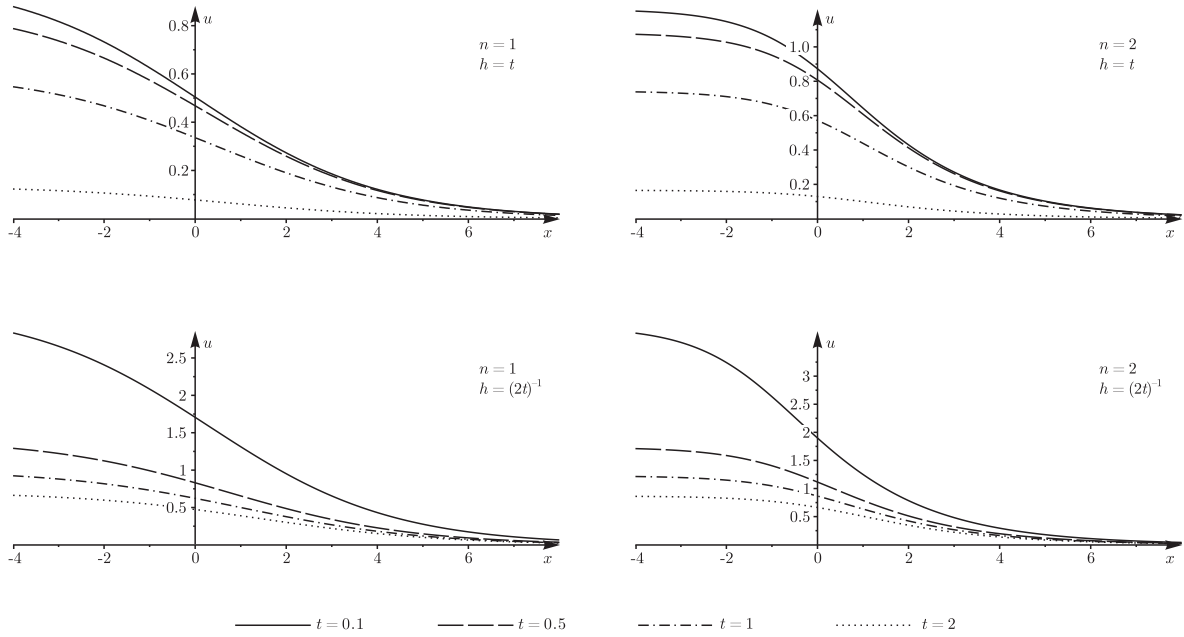 u
0.8
0.6
0.4
0.2
n = 1
h = t
-4 -2 0 2 4 6 x
u
1.0
0.8
0.6
0.4
0.2
n = 2
h = t
-4 -2 0 2 4 6 x
u
2.5
2
1.5
1
0.5
n = 1
h = (2t)⁻¹
-4 -2 0 2 4 6 x
u
3
2.5
2
1.5
1
0.5
n = 2
h = (2t)⁻¹
-4 -2 0 2 4 6 x
t = 0.1 t = 0.5 t = 1 t = 2